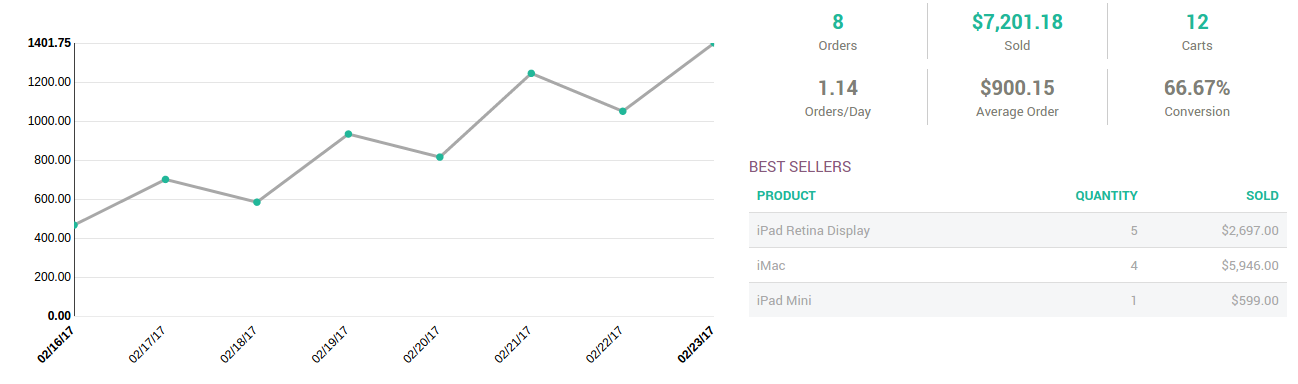 1401.75
1200.00
1000.00
800.00
600.00
400.00
200.00
0.00
02/16/17 02/17/17 02/18/17 02/19/17 02/20/17 02/21/17 02/22/17 02/23/17
8 $7,201.18 12
Orders Sold Carts
1.14 $900.15 66.67%
Orders/Day Average Order Conversion
BEST SELLERS
PRODUCT QUANTITY SOLD
iPad Retina Display 5 $2,697.00
iMac 4 $5,946.00
iPad Mini 1 $599.00